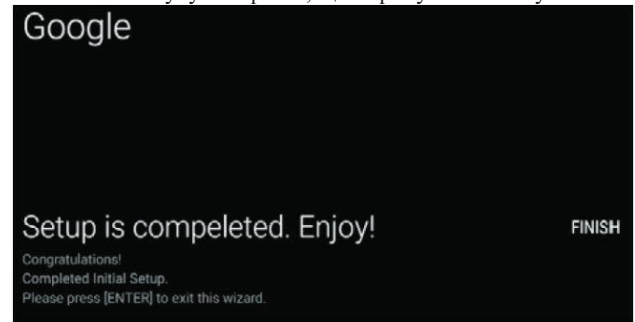 Google
Setup is compeleted. Enjoy!
FINISH
Congratulations!
Completed Initial Setup.
Please press [ENTER] to exit this wizard.